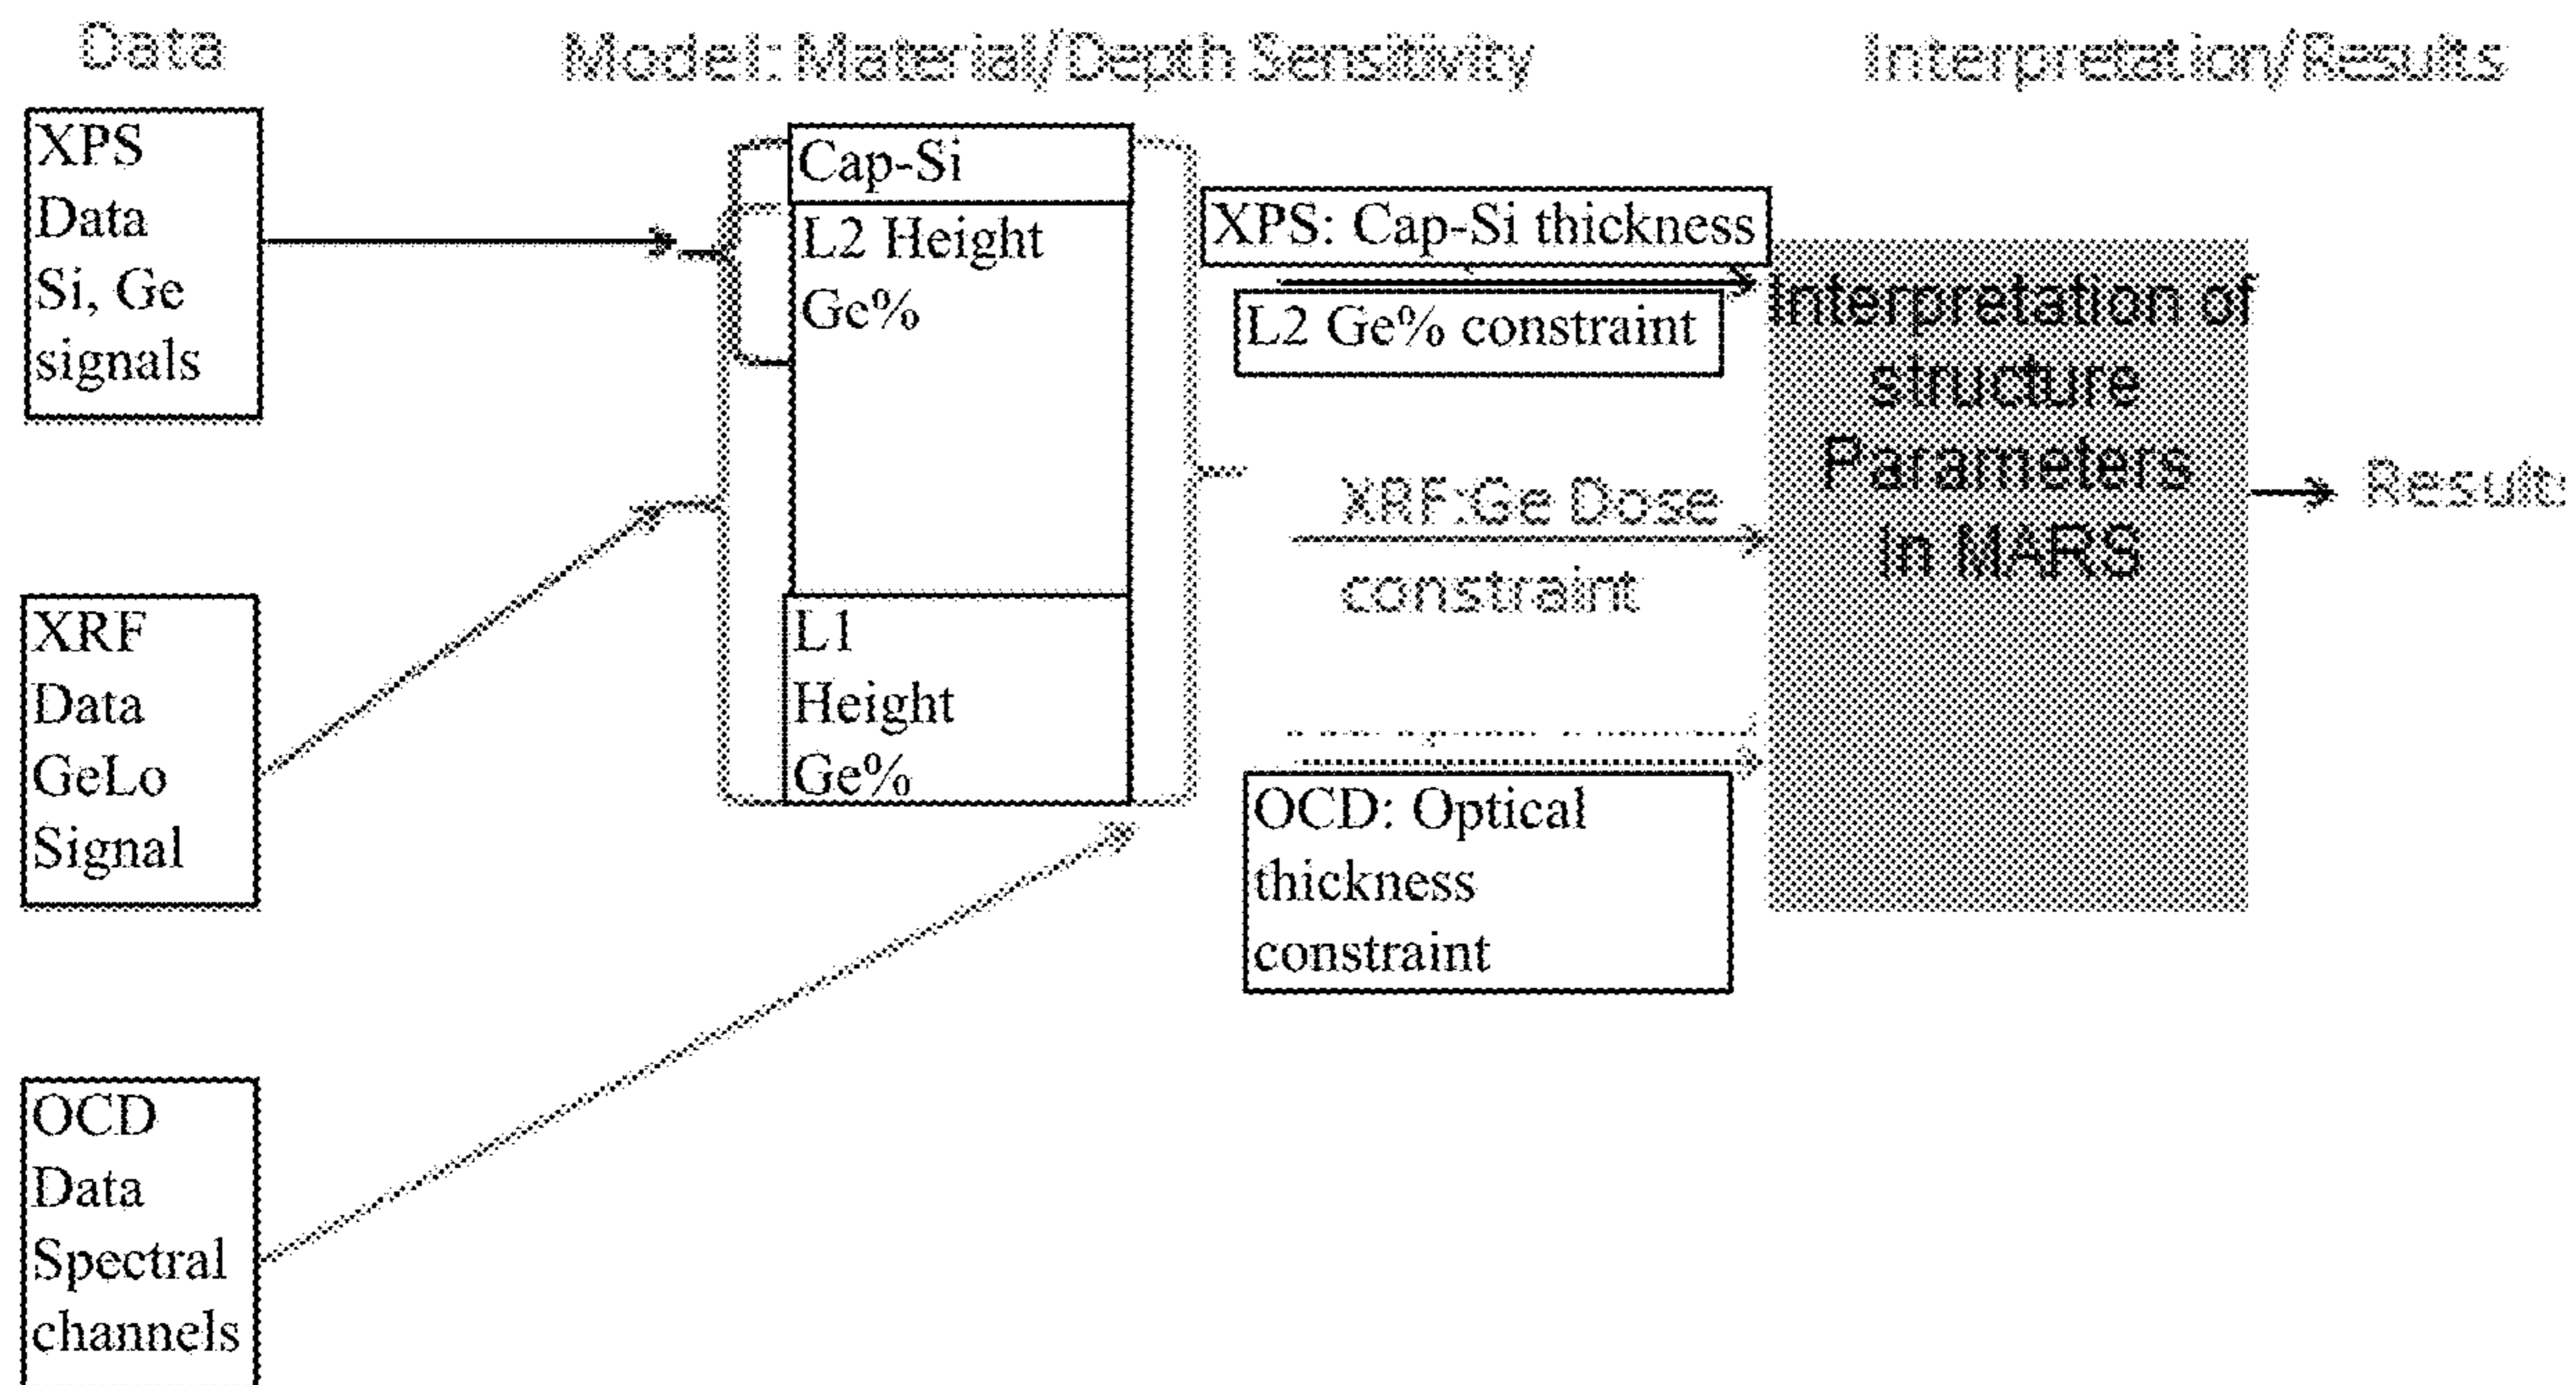 Data
Model: Material/Depth Sensitivity
Interpretation/Results
XPS
Data
Si, Ge
signals
XRF
Data
GeLo
Signal
OCD
Data
Spectral
channels
Cap-Si
L2 Height
Ge%
L1
Height
Ge%
XPS: Cap-Si thickness
L2 Ge% constraint
XRF:Ge Dose
constraint
OCD: Optical
thickness
constraint
Interpretation of
structure
Parameters
In MARS
Result: